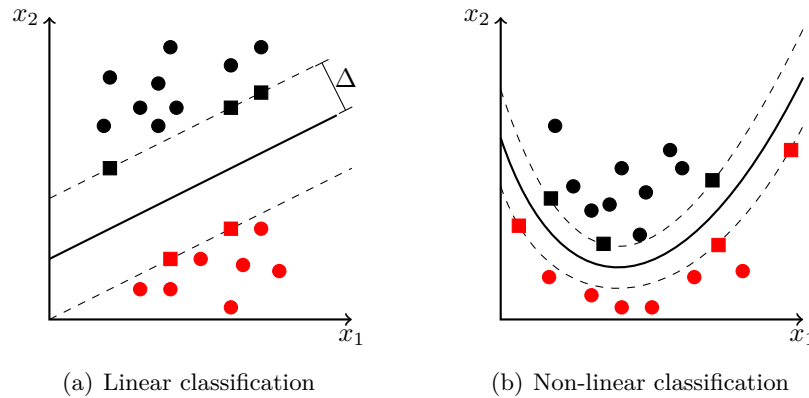 x₂
Δ
x₁
(a) Linear classification
x₂
x₁
(b) Non-linear classification